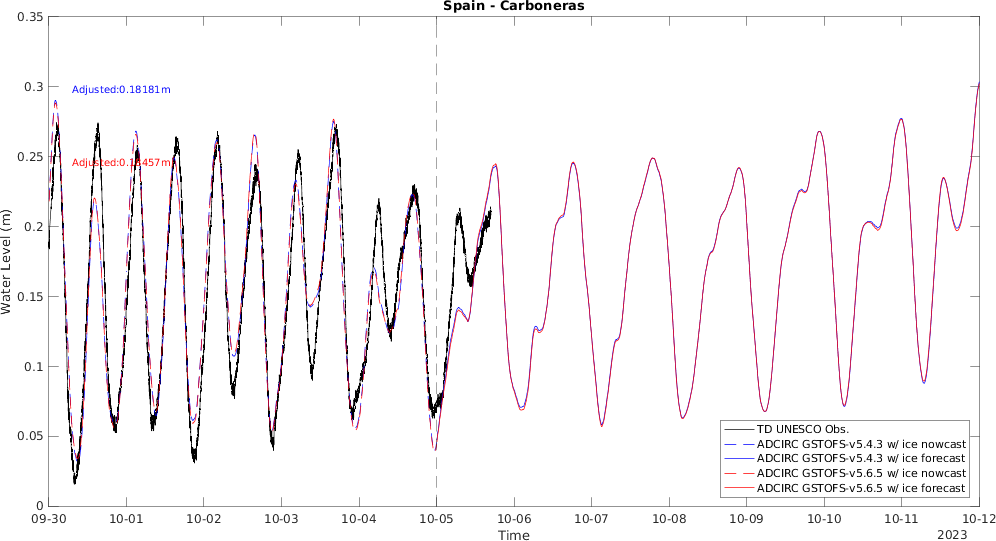 Spain - Carboneras
0.35
0.3
0.25
0.2
0.15
0.1
0.05
0
Water Level (m)
Adjusted:0.18181m
Adjusted:0.18457m
TD UNESCO Obs.
ADCIRC GSTOFS-v5.4.3 w/ ice nowcast
ADCIRC GSTOFS-v5.4.3 w/ ice forecast
ADCIRC GSTOFS-v5.6.5 w/ ice nowcast
ADCIRC GSTOFS-v5.6.5 w/ ice forecast
09-30 10-01 10-02 10-03 10-04 10-05 10-06 10-07 10-08 10-09 10-10 10-11 10-12
Time
2023